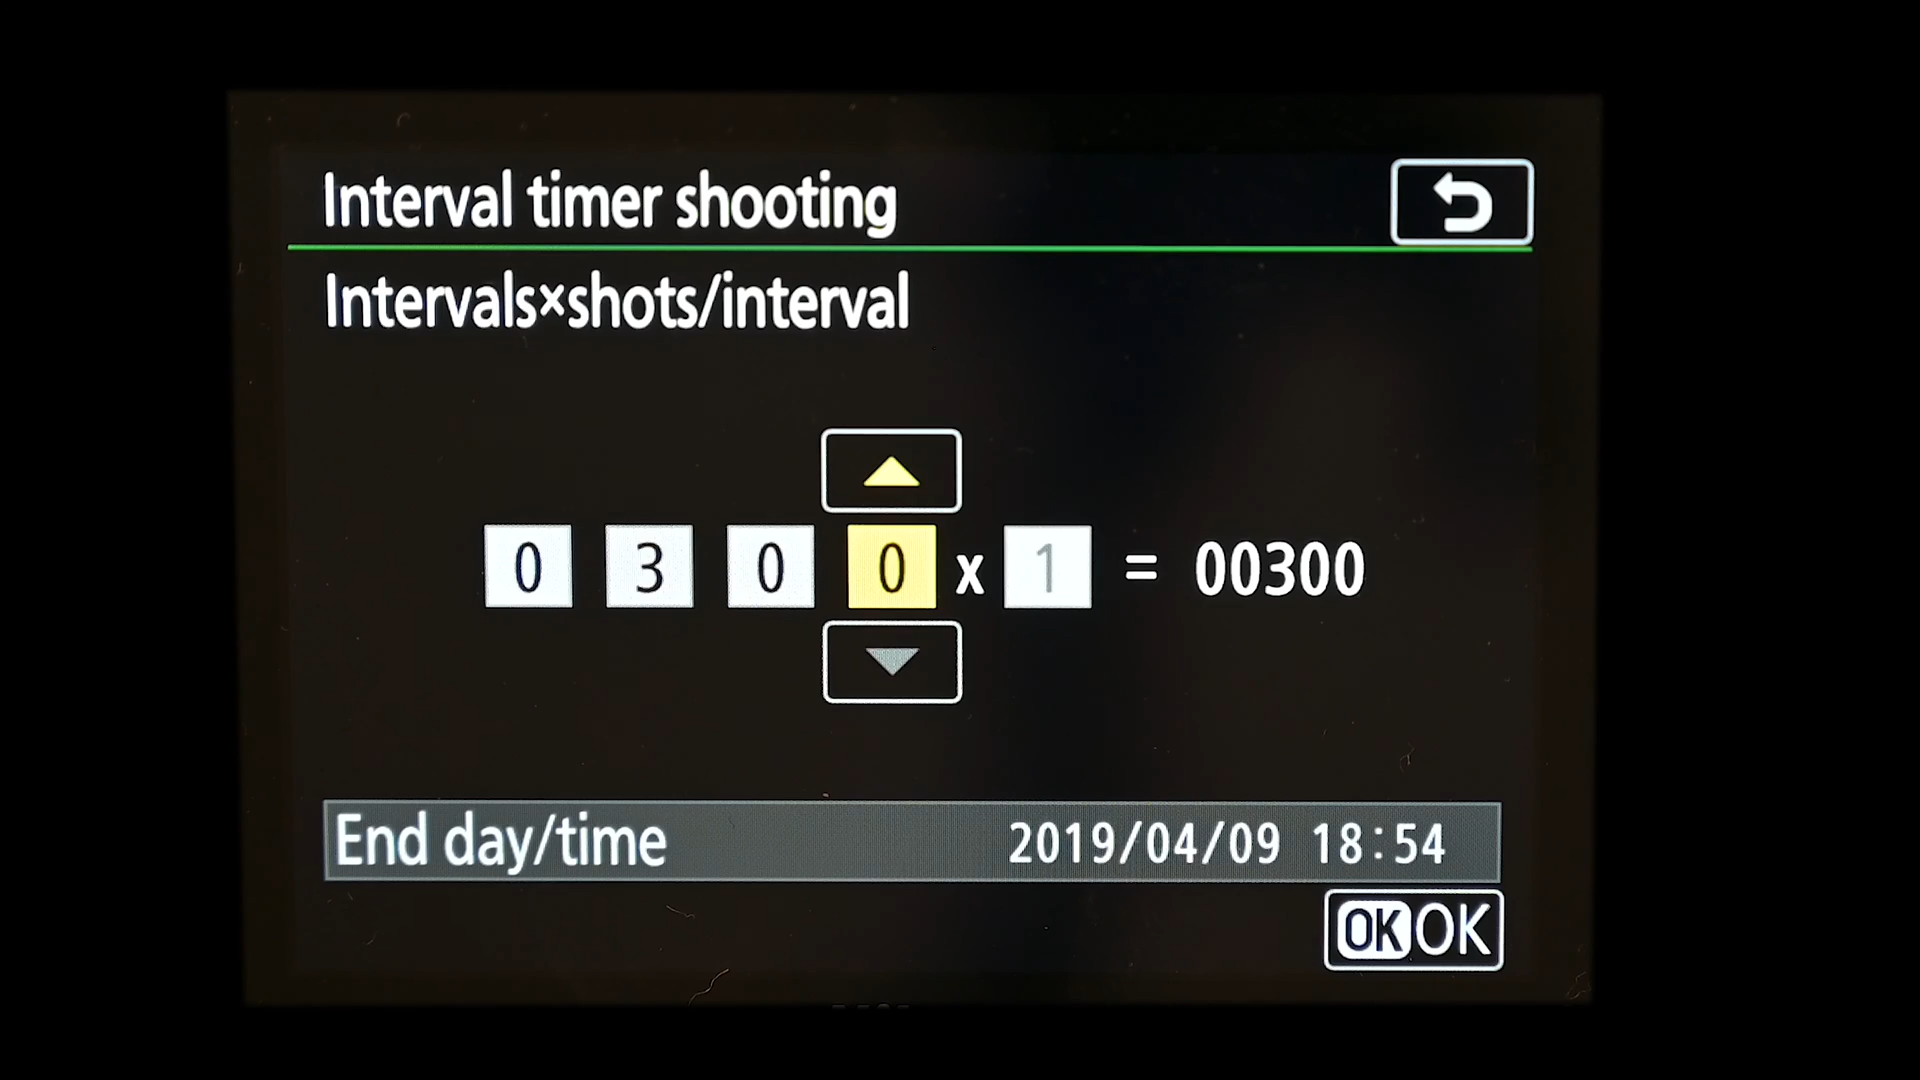 Interval timer shooting
Intervals×shots/interval
0 3 0 0 x 1 = 00300
End day/time 2019/04/09 18:54
OK OK